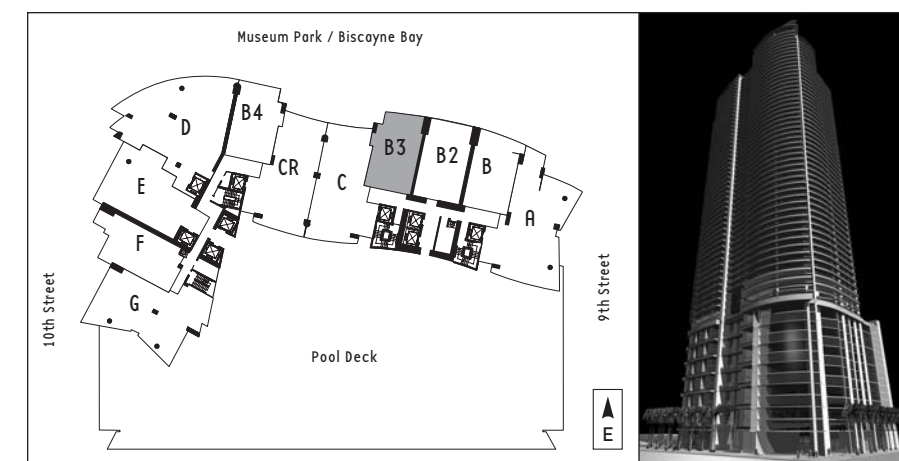 Museum Park / Biscayne Bay
D
B4
CR
C
B3
B2
B
A
E
F
G
10th Street
9th Street
Pool Deck
E